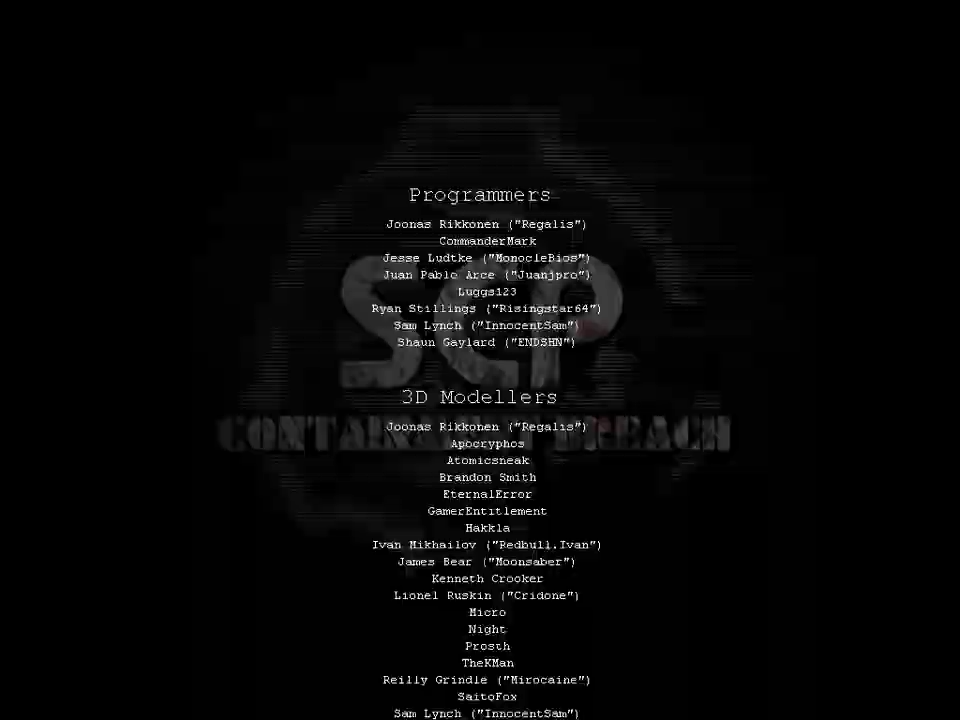 Programmers
Joonas Rikkonen ("Regalis")
CommanderMark
Jesse Ludtke ("MonocleBios")
Juan Pablo Arce ("Juanjpro")
Luggs123
Ryan Stillings ("Risingstar64")
Sam Lynch ("InnocentSam")
Shaun Gaylard ("ENDSHN")
SCP
CONTAINMENT BREACH
3D Modellers
Joonas Rikkonen ("Regalis")
Apocryphos
Atomicsneak
Brandon Smith
EternalError
GamerEntitlement
Hakkla
Ivan Mikhailov ("Redbull.Ivan")
James Bear ("Moonsaber")
Kenneth Crooker
Lionel Ruskin ("Cridone")
Micro
Night
Prosth
TheKMan
Reilly Grindle ("Mirocaine")
SaitoFox
Sam Lynch ("InnocentSam")